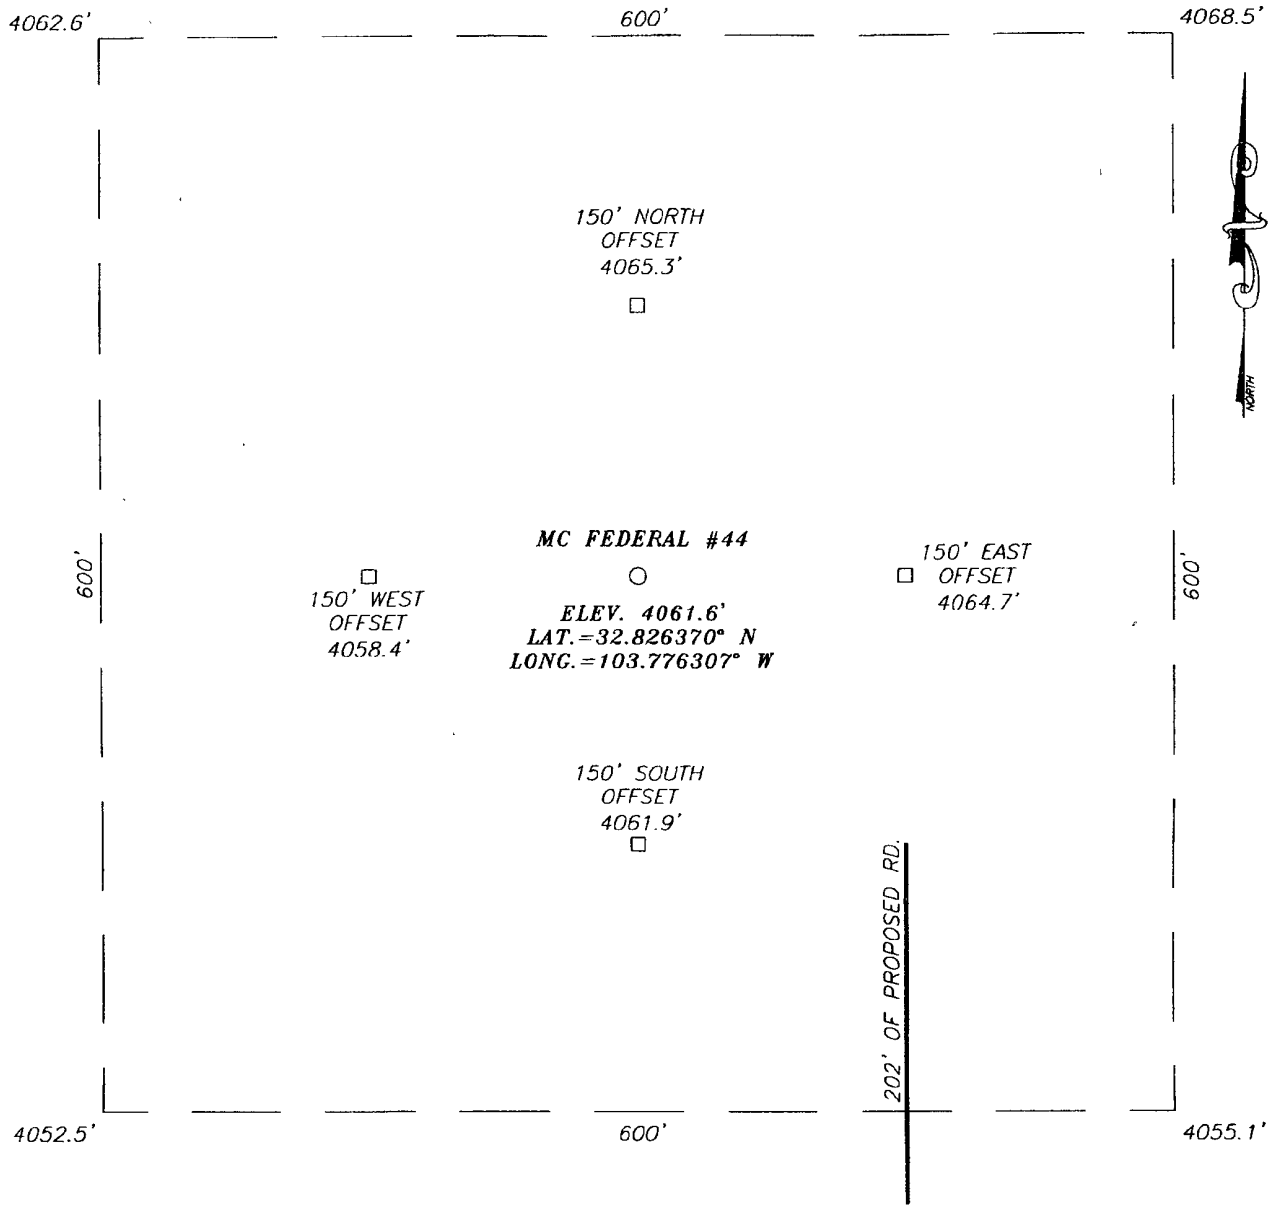 4062.6'
600'
4068.5'
NORTH
150' NORTH
OFFSET
4065.3'
MC FEDERAL #44
ELEV. 4061.6'
LAT.=32.826370° N
LONG.=103.776307° W
600'
150' WEST
OFFSET
4058.4'
150' EAST
OFFSET
4064.7'
600'
150' SOUTH
OFFSET
4061.9'
202' OF PROPOSED RD.
4052.5'
600'
4055.1'